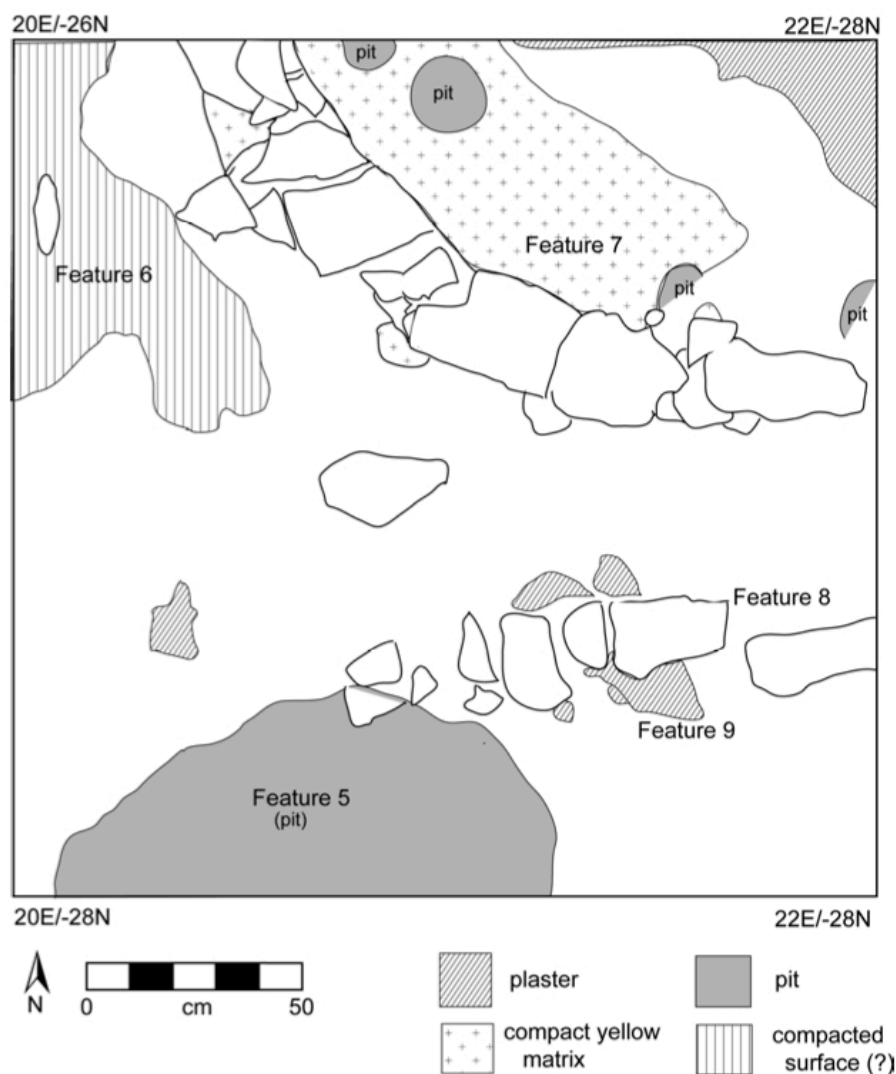 20E/-26N
22E/-28N
pit
pit
Feature 7
Feature 6
pit
pit
Feature 8
Feature 9
Feature 5
(pit)
20E/-28N
22E/-28N
N
0 cm 50
plaster
pit
compact yellow
matrix
compacted
surface (?)